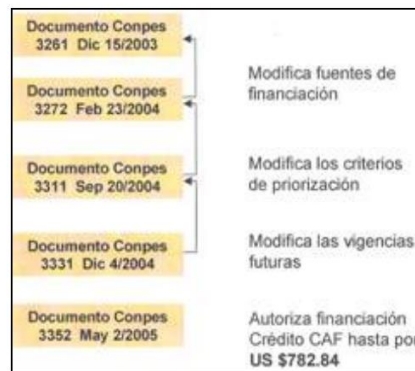 Documento Conpes
3261 Dic 15/2003
Documento Conpes
3272 Feb 23/2004
Modifica fuentes de
financiación
Documento Conpes
3311 Sep 20/2004
Modifica los criterios
de priorización
Documento Conpes
3331 Dic 4/2004
Modifica las vigencias
futuras
Documento Conpes
3352 May 2/2005
Autoriza financiación
Crédito CAF hasta por
US $782.84